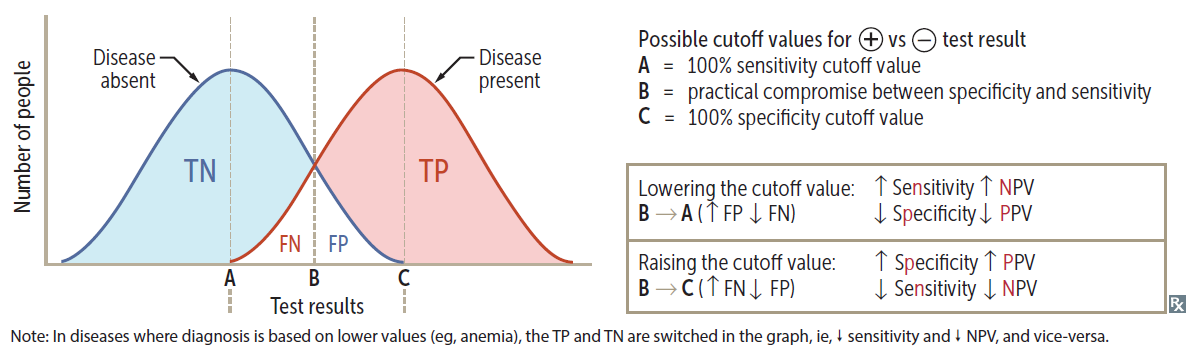 Number of people
Disease
absent
Disease
present
TN
TP
FN
FP
A
B
C
Test results
Possible cutoff values for ⊕ vs ⊖ test result
A = 100% sensitivity cutoff value
B = practical compromise between specificity and sensitivity
C = 100% specificity cutoff value
Lowering the cutoff value: ↑ Sensitivity ↑ NPV
B → A (↑ FP ↓ FN) ↓ Specificity ↓ PPV
Raising the cutoff value: ↑ Specificity ↑ PPV
B → C (↑ FN ↓ FP) ↓ Sensitivity ↓ NPV
Rx
Note: In diseases where diagnosis is based on lower values (eg, anemia), the TP and TN are switched in the graph, ie, ↓ sensitivity and ↓ NPV, and vice-versa.